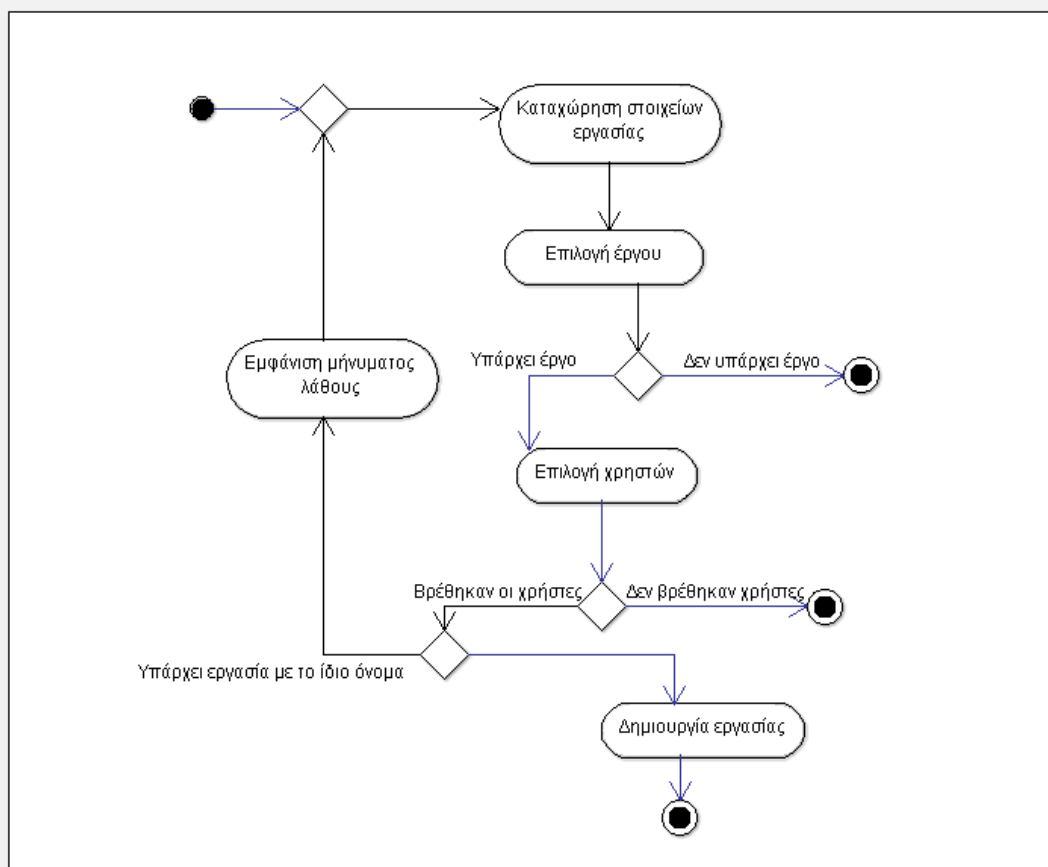 Καταχώρηση στοιχείων
εργασίας
Επιλογή έργου
Εμφάνιση μήνυματος
λάθους
Υπάρχει έργο
Δεν υπάρχει έργο
Επιλογή χρηστών
Βρέθηκαν οι χρήστες
Δεν βρέθηκαν χρήστες
Υπάρχει εργασία με το ίδιο όνομα
Δημιουργία εργασίας